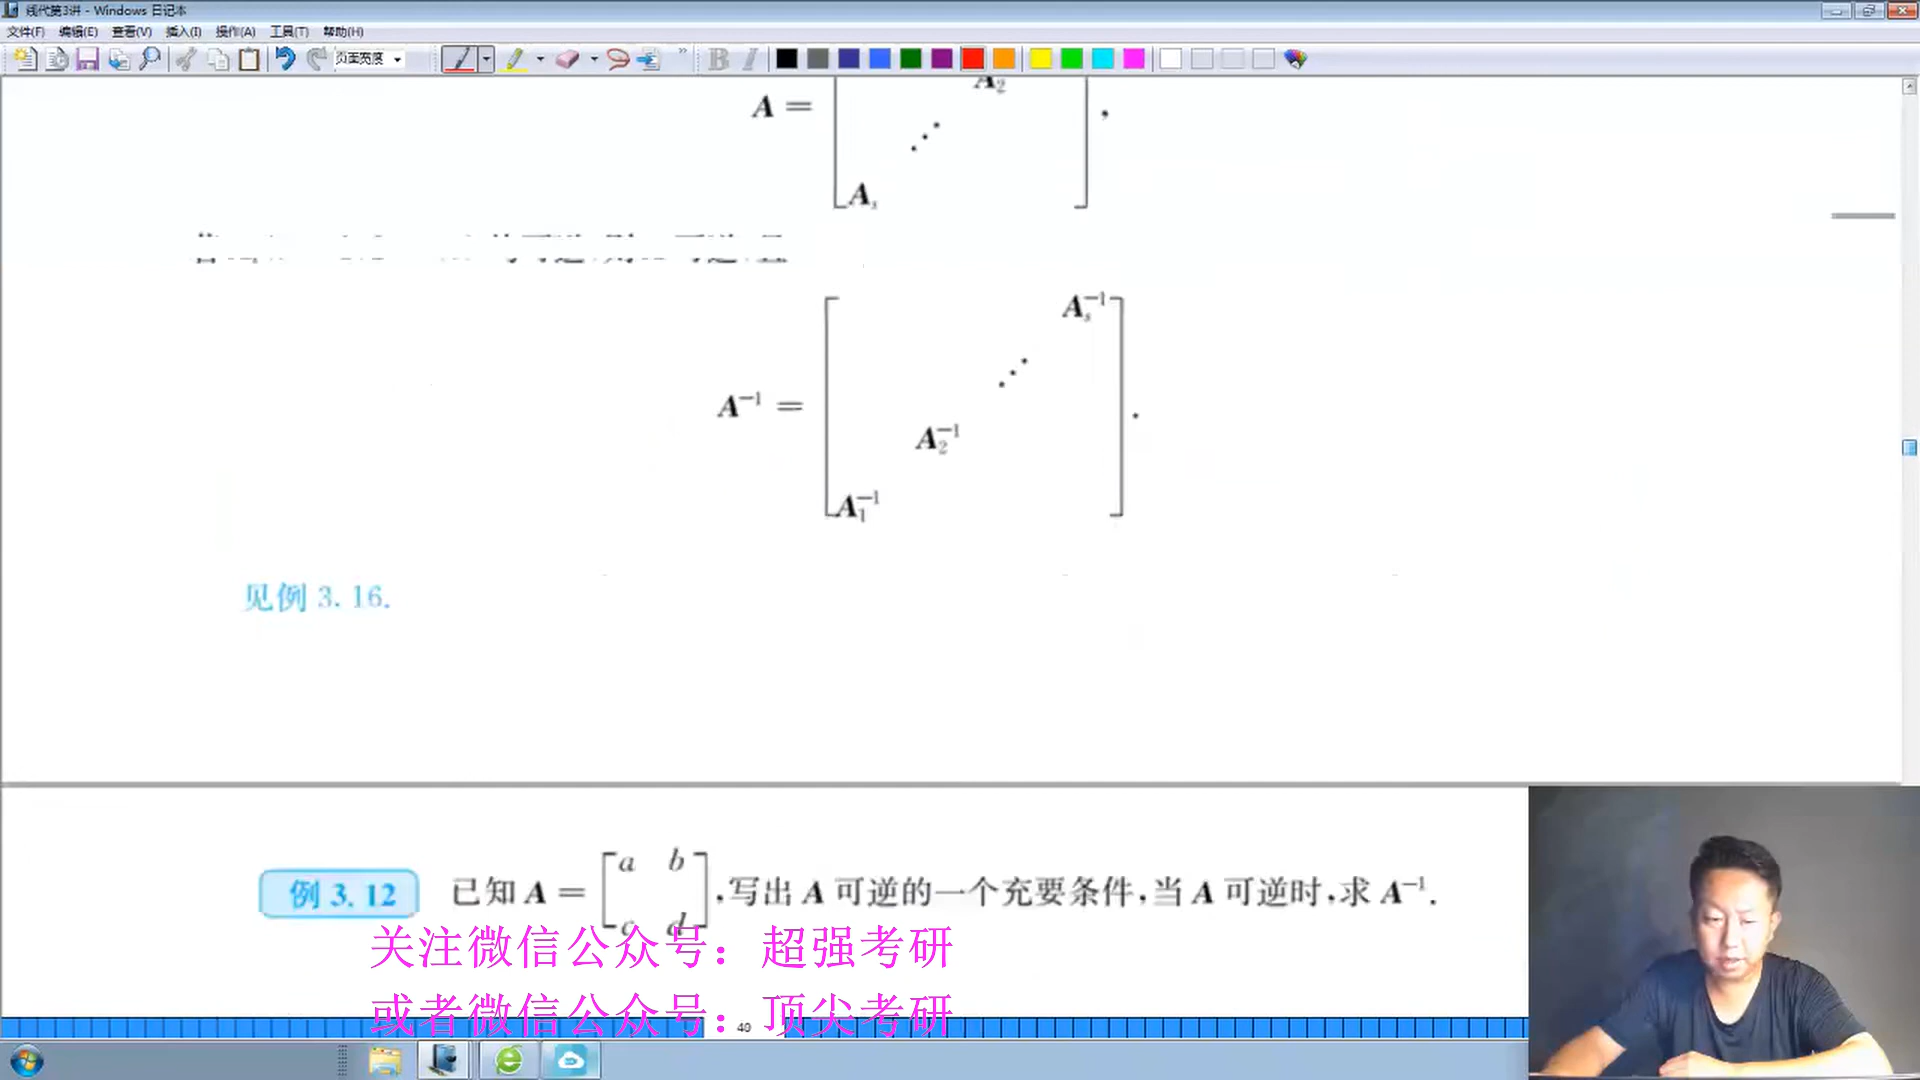 线代第3讲 - Windows 日记本
文件(F) 编辑(E) 查看(V) 插入(I) 操作(A) 工具(T) 帮助(H)
页面宽度
A = A₂ ,
⋰
Aₛ
Aₛ⁻¹
⋰
A⁻¹ = .
A₂⁻¹
A₁⁻¹
见例 3.16.
例 3.12 已知 A = [a b c d],写出 A 可逆的一个充要条件,当 A 可逆时,求 A⁻¹.
关注微信公众号：超强考研
或者微信公众号：顶尖考研
40